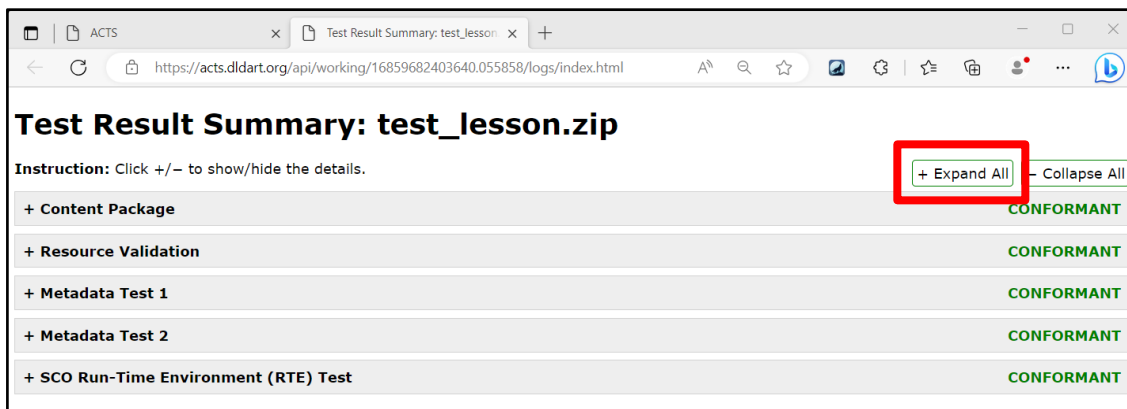 ACTS
Test Result Summary: test_lesson
https://acts.dldart.org/api/working/16859682403640.055858/logs/index.html
Test Result Summary: test_lesson.zip
Instruction: Click +/− to show/hide the details.
+ Expand All
− Collapse All
+ Content Package CONFORMANT
+ Resource Validation CONFORMANT
+ Metadata Test 1 CONFORMANT
+ Metadata Test 2 CONFORMANT
+ SCO Run-Time Environment (RTE) Test CONFORMANT